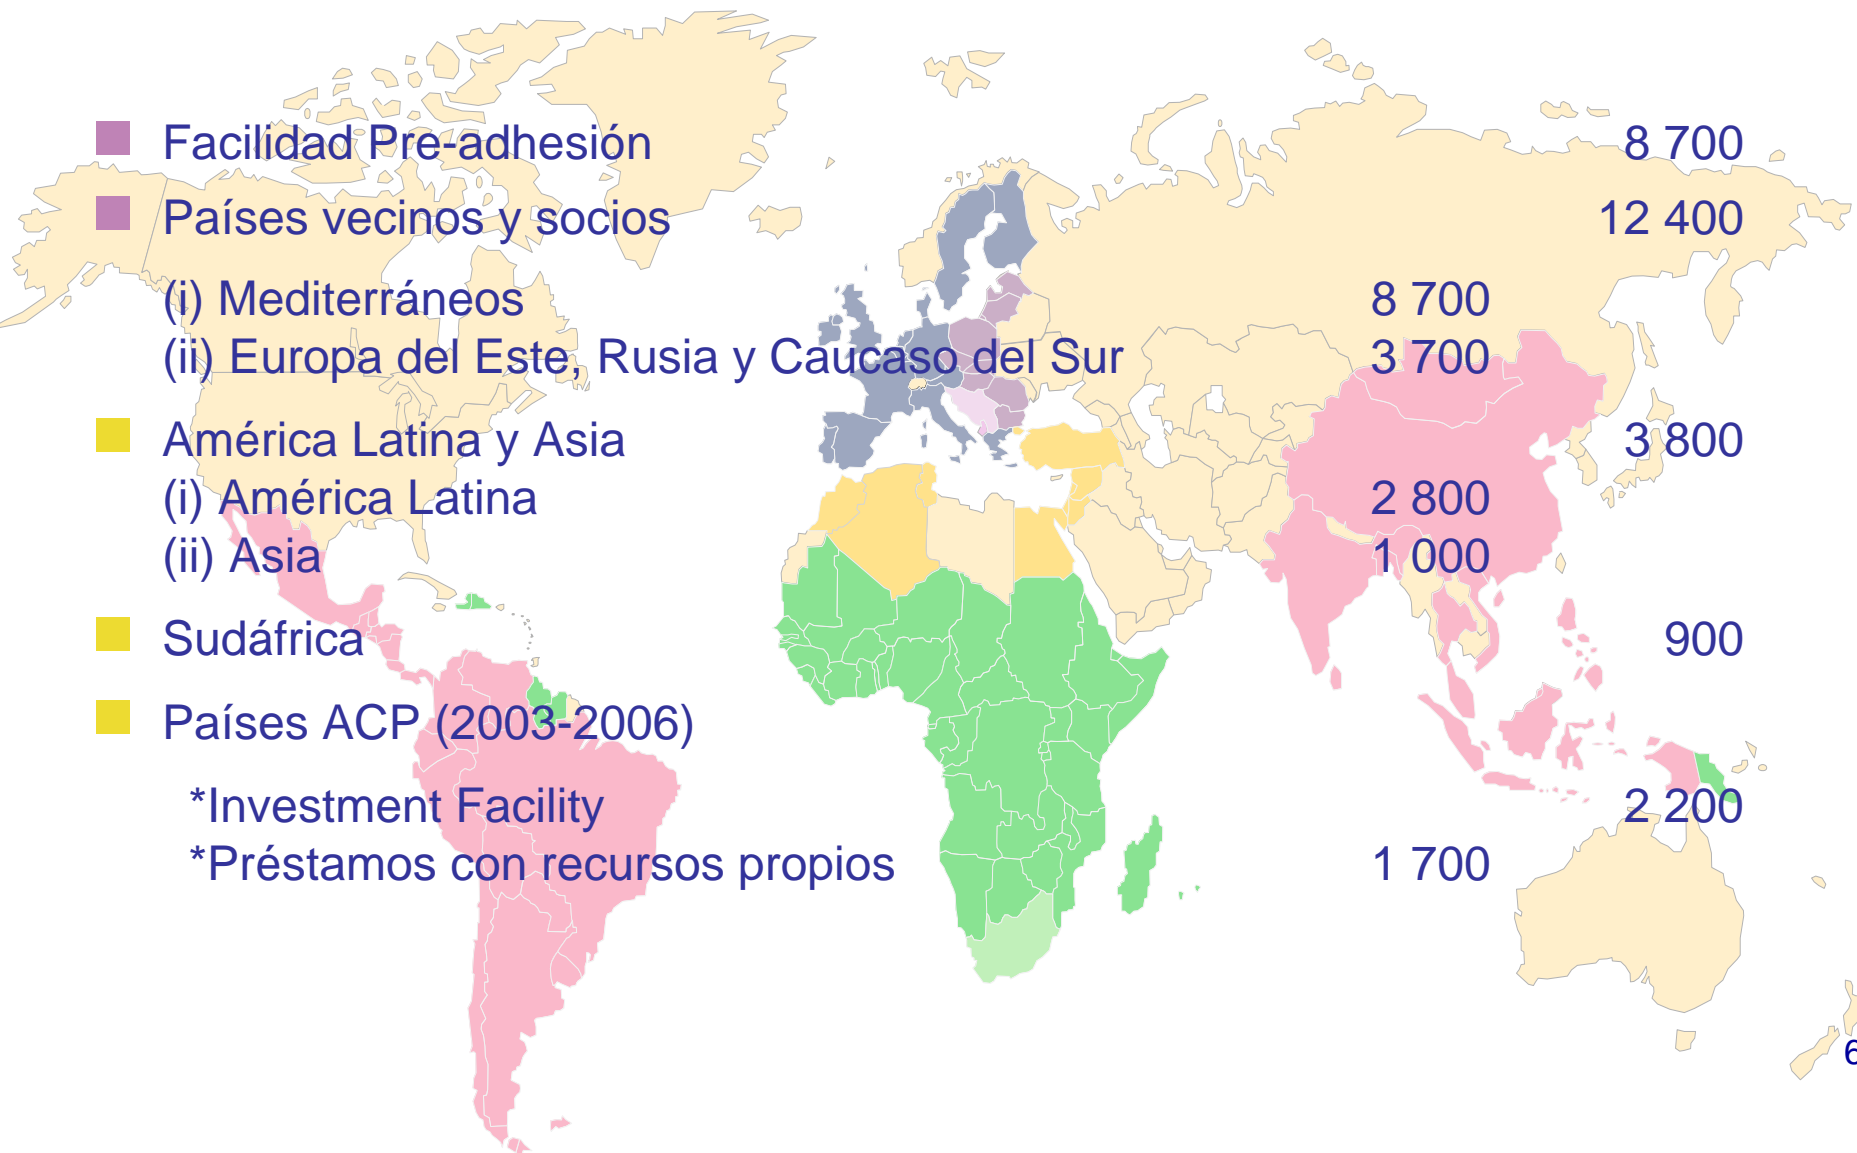 Facilidad Pre-adhesión 8 700
Países vecinos y socios 12 400
(i) Mediterráneos 8 700
(ii) Europa del Este, Rusia y Caucaso del Sur 3 700
América Latina y Asia 3 800
(i) América Latina 2 800
(ii) Asia 1 000
Sudáfrica 900
Países ACP (2003-2006)
*Investment Facility 2 200
*Préstamos con recursos propios 1 700
6